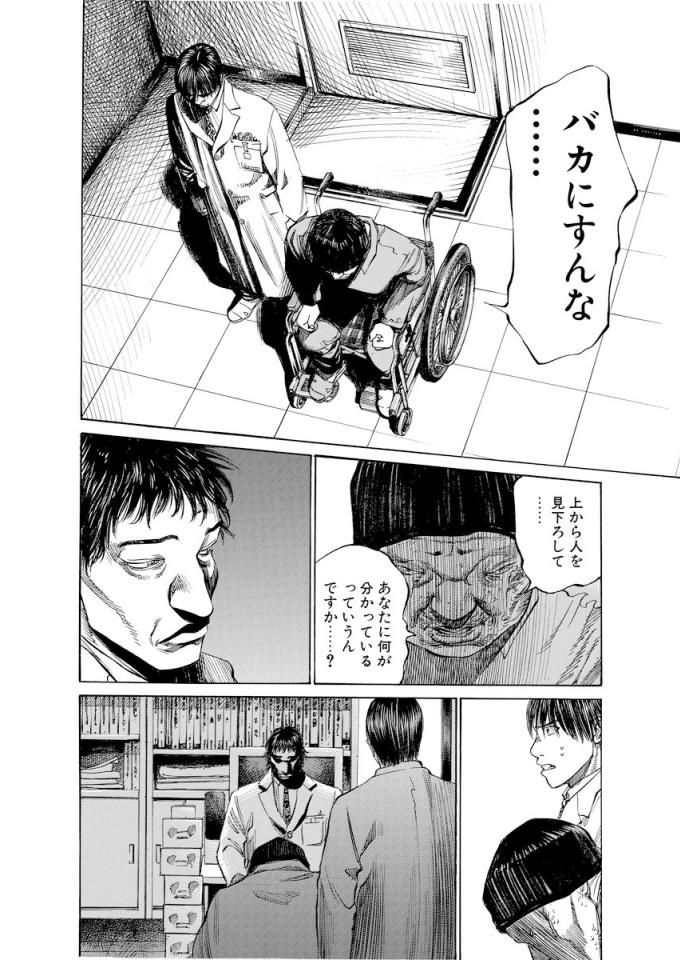 バカにすんな
……
上から人を
見下ろして
……
あなたに何が
分かっている
っていうん
ですか……?